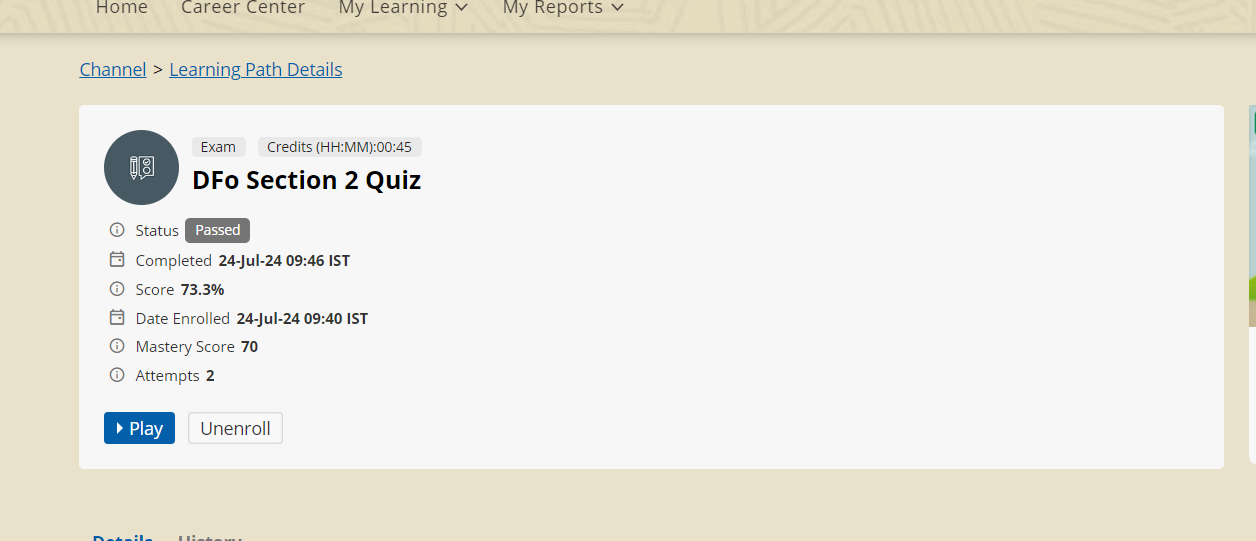 Home Career Center My Learning My Reports
Channel > Learning Path Details
Exam Credits (HH:MM):00:45
DFo Section 2 Quiz
Status Passed
Completed 24-Jul-24 09:46 IST
Score 73.3%
Date Enrolled 24-Jul-24 09:40 IST
Mastery Score 70
Attempts 2
Play Unenroll
Details History